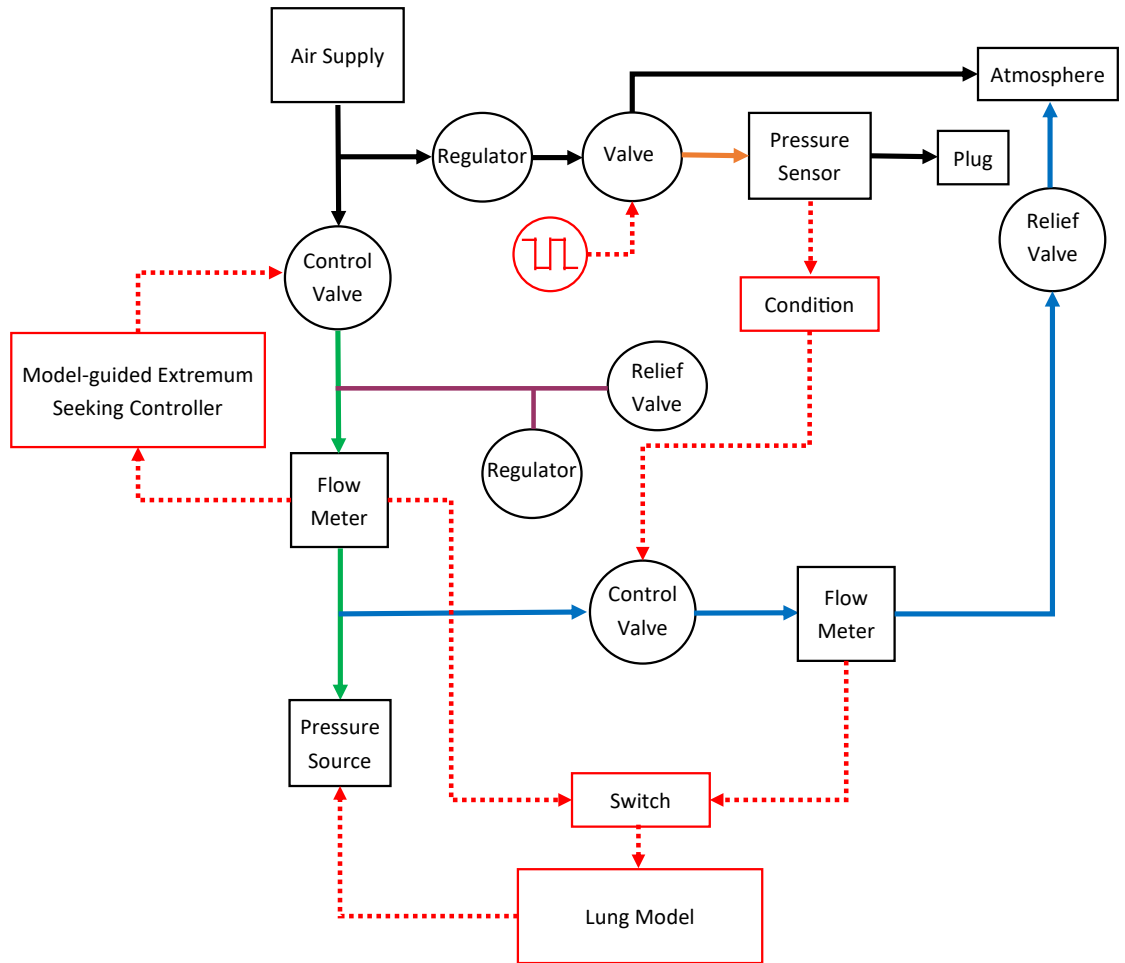 Air Supply
Atmosphere
Regulator
Valve
Pressure
Sensor
Plug
Relief
Valve
Control
Valve
Condition
Model-guided Extremum
Seeking Controller
Relief
Valve
Regulator
Flow
Meter
Control
Valve
Flow
Meter
Pressure
Source
Switch
Lung Model